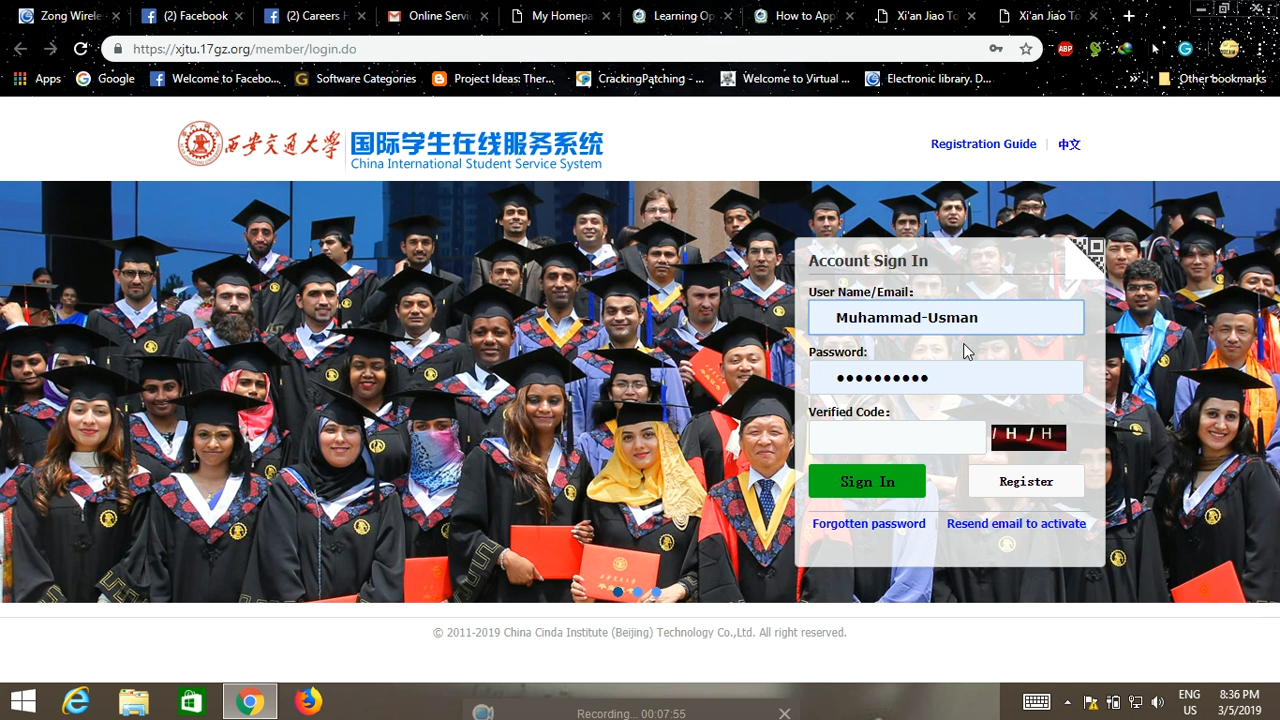 Zong Wirele
(2) Facebook
(2) Careers H
Online Servic
My Homepa
Learning Op
How to Appl
Xi'an Jiao To
Xi'an Jiao To
https://xjtu.17gz.org/member/login.do
ABP
Apps
Google
Welcome to Facebo...
Software Categories
Project Ideas: Ther...
CrackingPatching - ...
Welcome to Virtual ...
Electronic library. D...
»
Other bookmarks
西安交通大学
国际学生在线服务系统
China International Student Service System
Registration Guide | 中文
Account Sign In
User Name/Email:
Muhammad-Usman
Password:
••••••••••
Verified Code:
/ H J H
Sign In
Register
Forgotten password | Resend email to activate
© 2011-2019 China Cinda Institute (Beijing) Technology Co.,Ltd. All right reserved.
Recording... 00:07:55
ENG
US
8:36 PM
3/5/2019